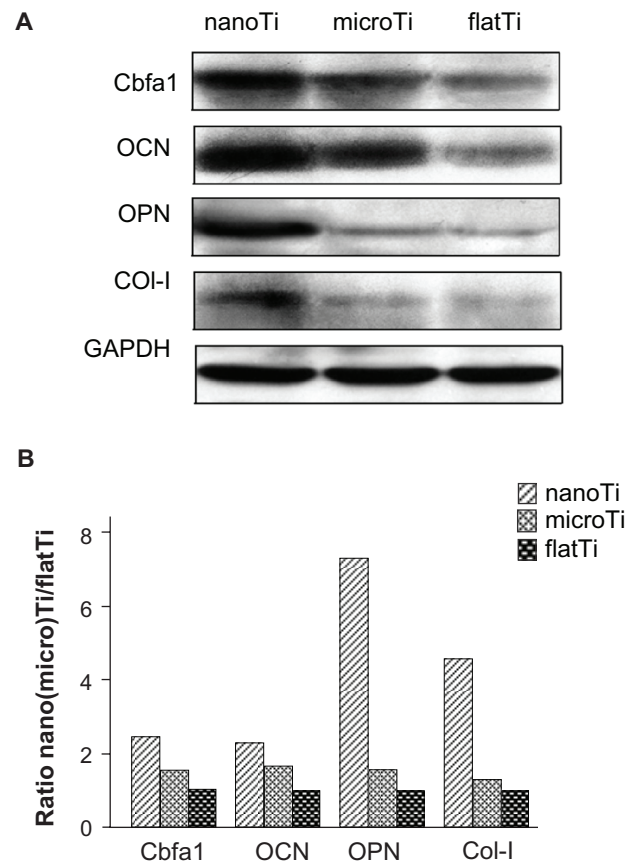 A
nanoTi microTi flatTi
Cbfa1
OCN
OPN
COl-I
GAPDH
B
nanoTi
microTi
flatTi
Ratio nano(micro)Ti/flatTi
8
6
4
2
0
Cbfa1 OCN OPN Col-I